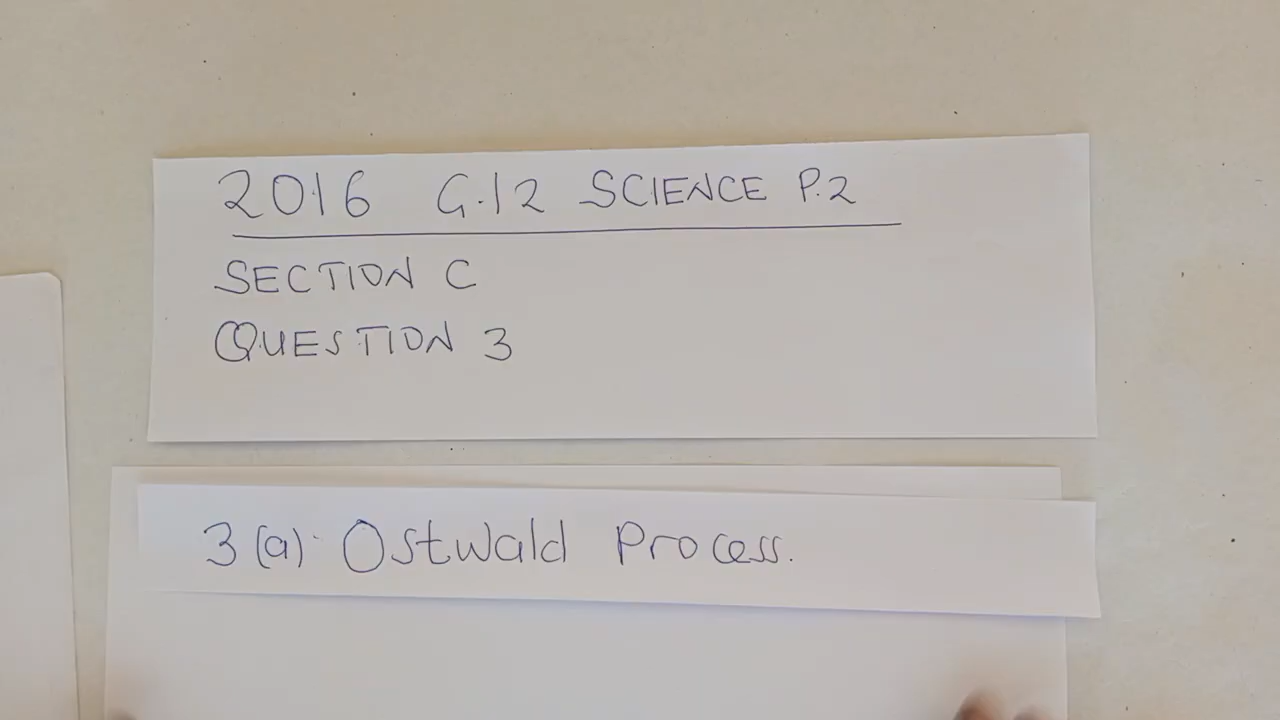 2016 G.12 SCIENCE P.2
SECTION C
QUESTION 3
3(a). Ostwald Process.